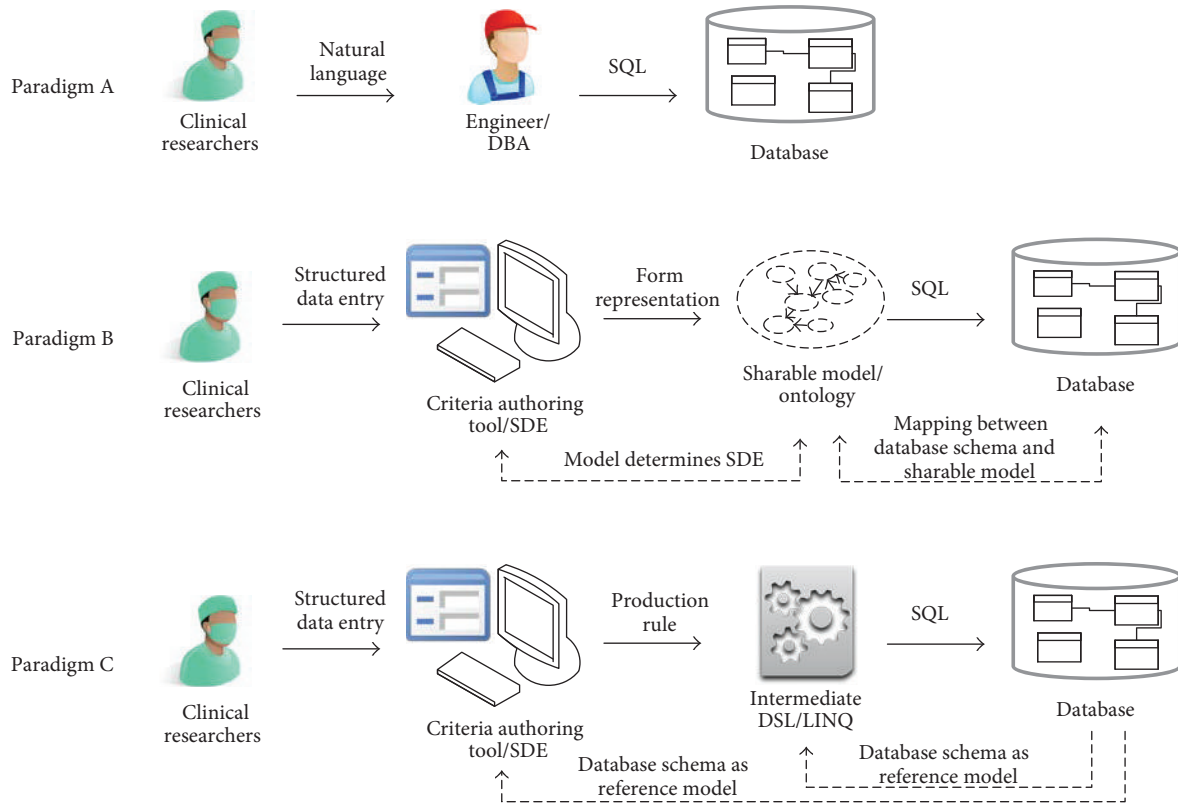 Paradigm A
Clinical
researchers
Natural
language
Engineer/
DBA
SQL
Database
Paradigm B
Clinical
researchers
Structured
data entry
Criteria authoring
tool/SDE
Form
representation
Sharable model/
ontology
SQL
Database
Model determines SDE
Mapping between
database schema and
sharable model
Paradigm C
Clinical
researchers
Structured
data entry
Criteria authoring
tool/SDE
Production
rule
Intermediate
DSL/LINQ
SQL
Database
Database schema as
reference model
Database schema as
reference model